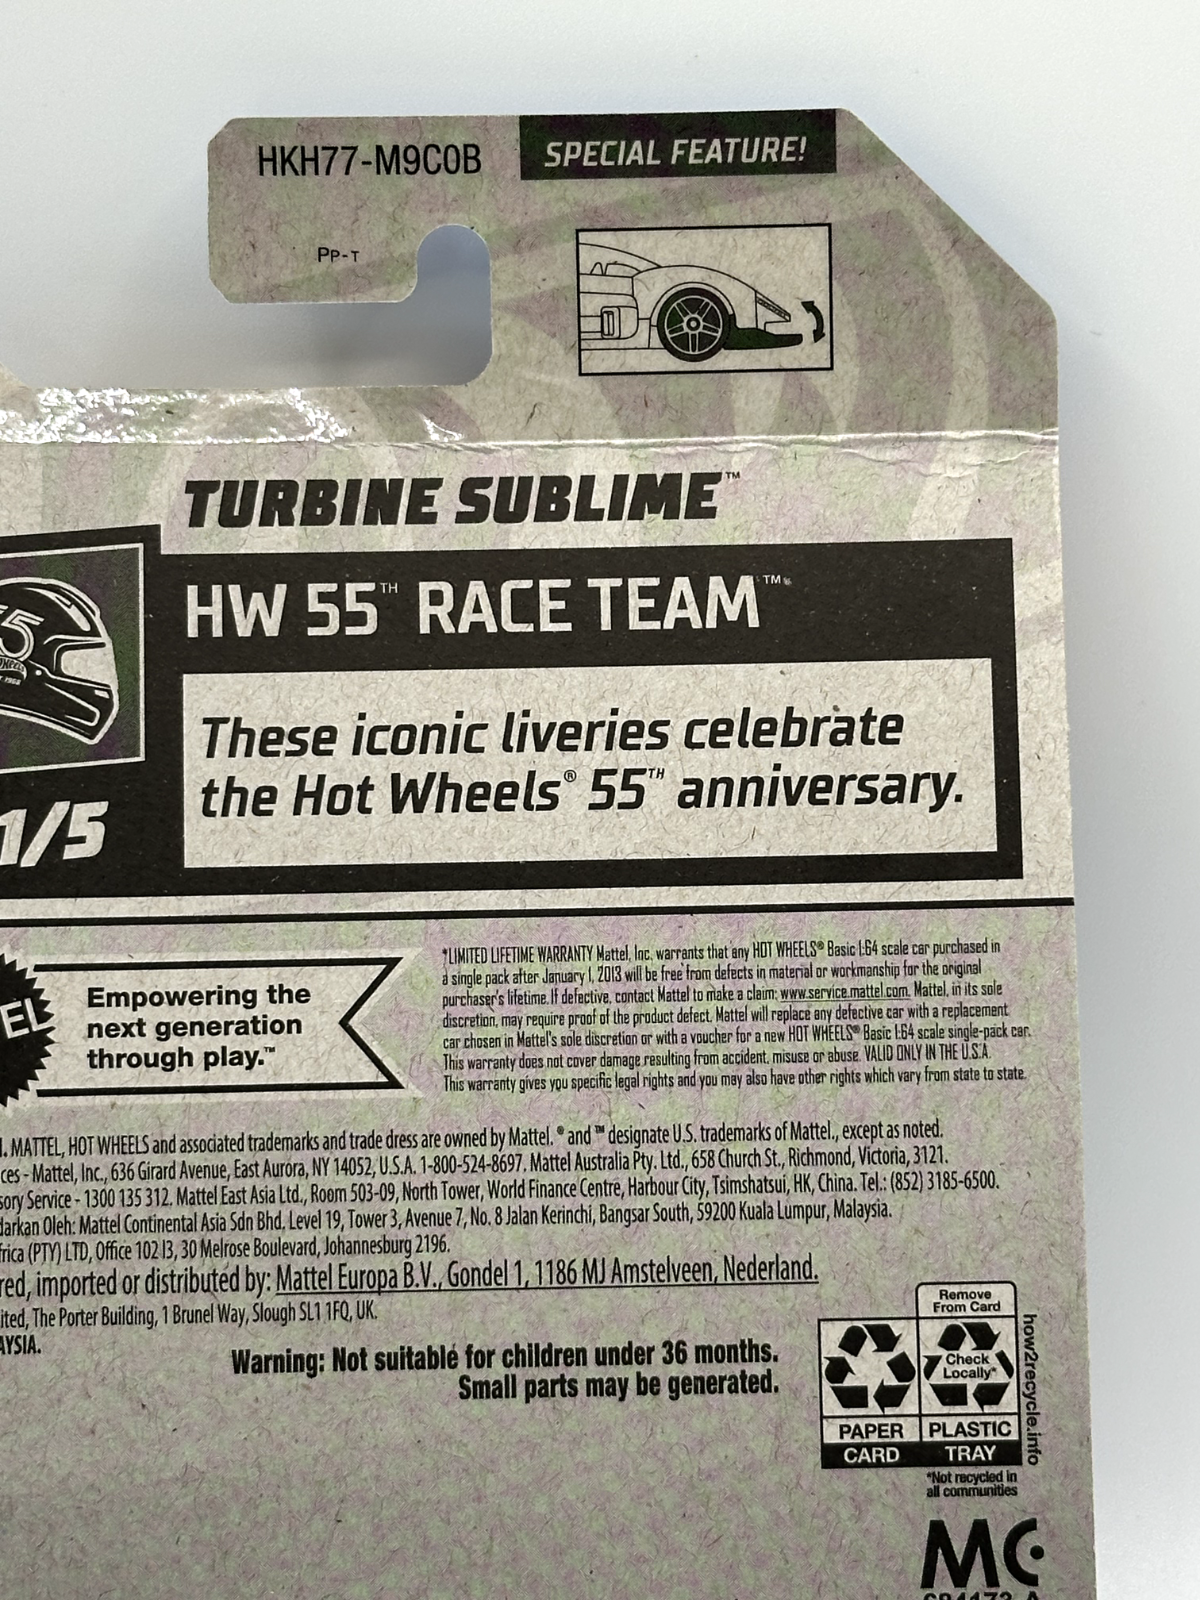 HKH77-M9C0B
SPECIAL FEATURE!
PP-T
TURBINE SUBLIME™
HW 55TH RACE TEAM™
These iconic liveries celebrate
the Hot Wheels® 55TH anniversary.
1/5
Empowering the
next generation
through play.™
*LIMITED LIFETIME WARRANTY Mattel, Inc. warrants that any HOT WHEELS® Basic 1:64 scale car purchased in
a single pack after January 1, 2013 will be free from defects in material or workmanship for the original
purchaser's lifetime. If defective, contact Mattel to make a claim: www.service.mattel.com. Mattel, in its sole
discretion, may require proof of the product defect. Mattel will replace any defective car with a replacement
car chosen in Mattel's sole discretion or with a voucher for a new HOT WHEELS® Basic 1:64 scale single-pack car.
This warranty does not cover damage resulting from accident, misuse or abuse. VALID ONLY IN THE U.S.A.
This warranty gives you specific legal rights and you may also have other rights which vary from state to state.
MATTEL, HOT WHEELS and associated trademarks and trade dress are owned by Mattel. ® and ™ designate U.S. trademarks of Mattel., except as noted.
ces - Mattel, Inc., 636 Girard Avenue, East Aurora, NY 14052, U.S.A. 1-800-524-8697. Mattel Australia Pty. Ltd., 658 Church St., Richmond, Victoria, 3121.
sory Service - 1300 135 312. Mattel East Asia Ltd., Room 503-09, North Tower, World Finance Centre, Harbour City, Tsimshatsui, HK, China. Tel.: (852) 3185-6500.
darkan Oleh: Mattel Continental Asia Sdn Bhd. Level 19, Tower 3, Avenue 7, No. 8 Jalan Kerinchi, Bangsar South, 59200 Kuala Lumpur, Malaysia.
frica (PTY) LTD, Office 102 I3, 30 Melrose Boulevard, Johannesburg 2196.
red, imported or distributed by: Mattel Europa B.V., Gondel 1, 1186 MJ Amstelveen, Nederland.
ited, The Porter Building, 1 Brunel Way, Slough SL1 1FQ, UK.
AYSIA.
Warning: Not suitable for children under 36 months.
Small parts may be generated.
Remove
From Card
Check
Locally*
PAPER
PLASTIC
CARD
TRAY
how2recycle.info
*Not recycled in
all communities
MC